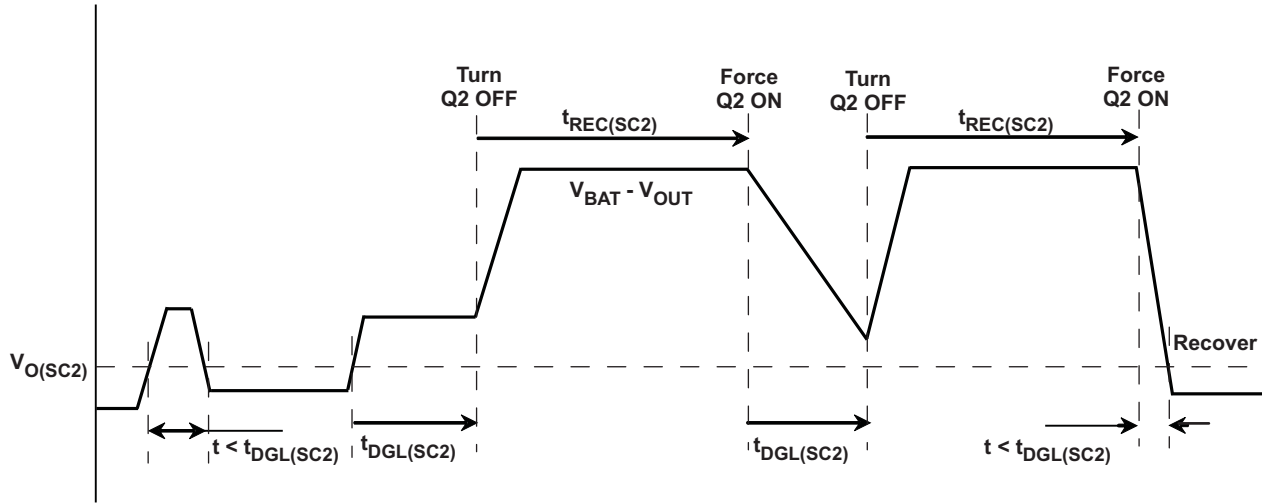 Turn
Q2 OFF
Force
Q2 ON
Turn
Q2 OFF
Force
Q2 ON
tREC(SC2)
tREC(SC2)
VBAT - VOUT
VO(SC2)
Recover
t < tDGL(SC2)
tDGL(SC2)
tDGL(SC2)
t < tDGL(SC2)